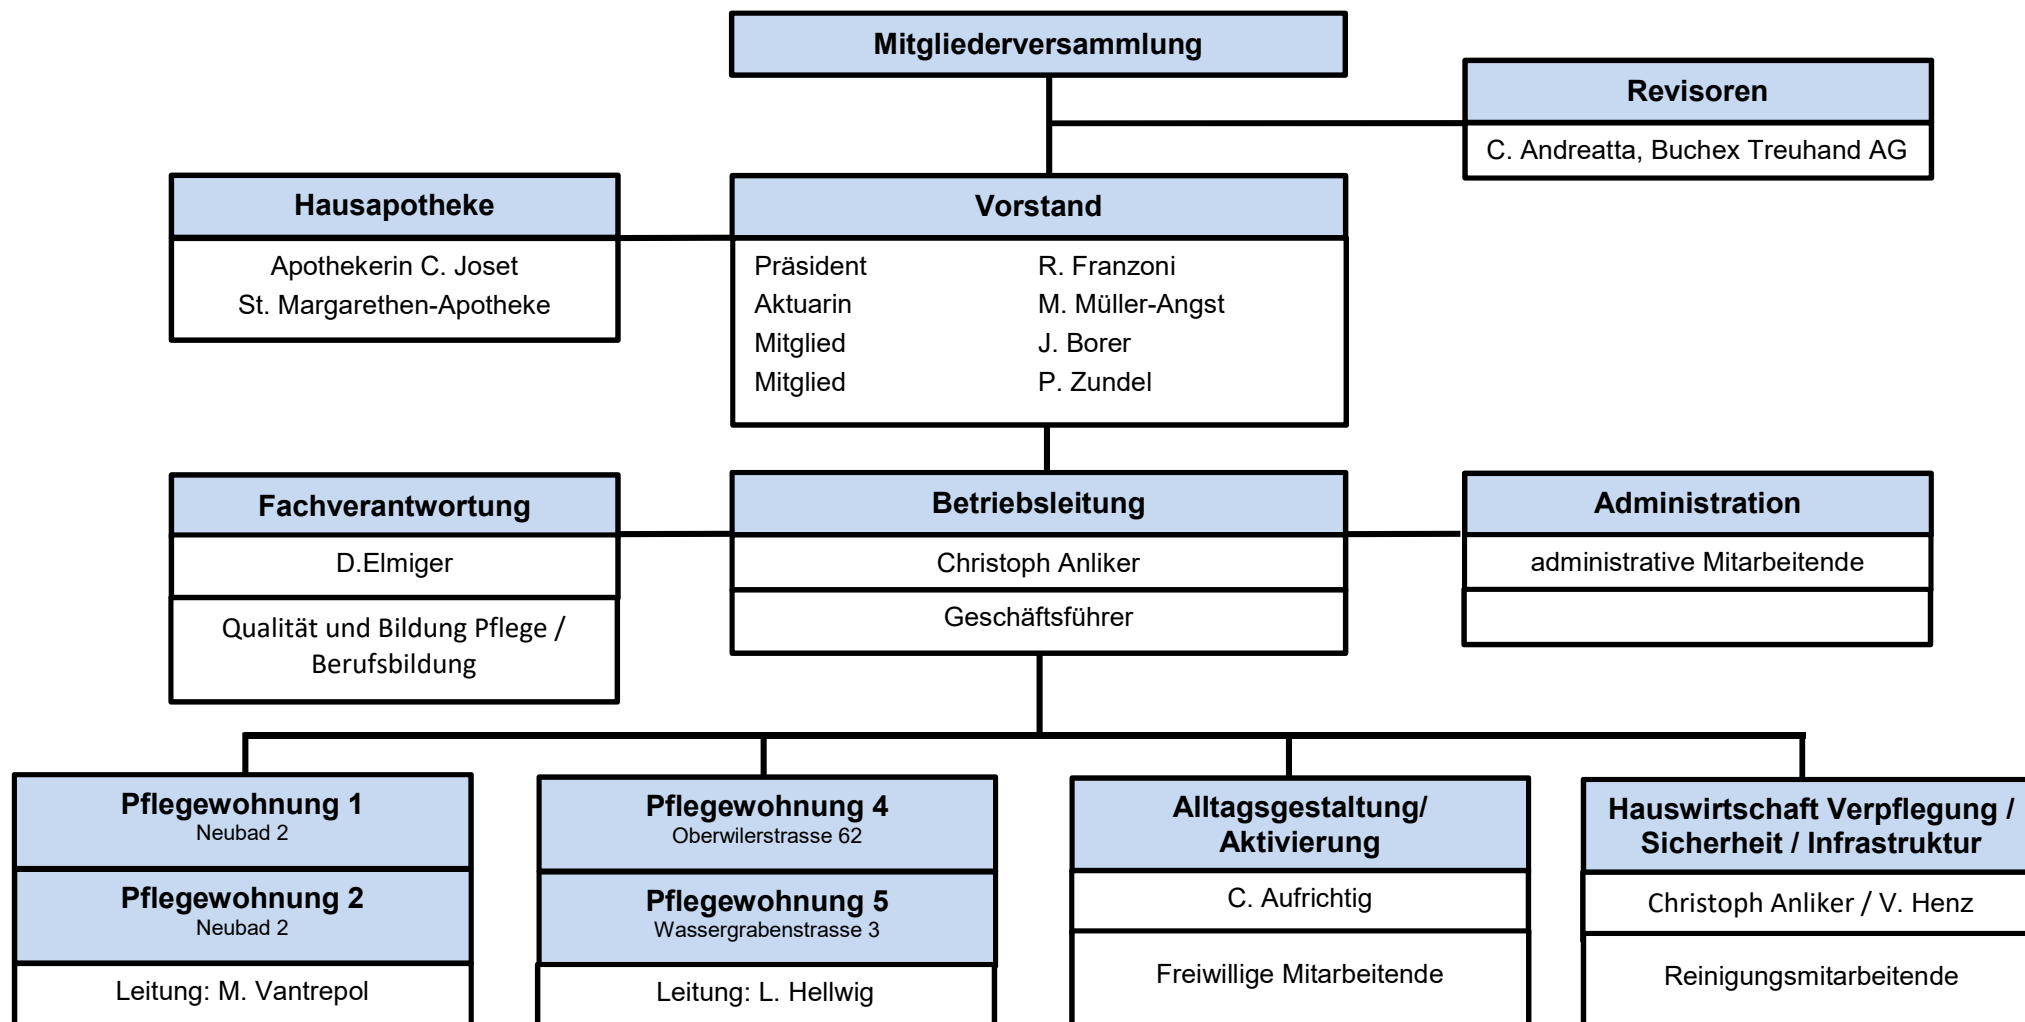 Mitgliederversammlung
Revisoren
C. Andreatta, Buchex Treuhand AG
Hausapotheke
Apothekerin C. Joset
St. Margarethen-Apotheke
Vorstand
Präsident R. Franzoni
Aktuarin M. Müller-Angst
Mitglied J. Borer
Mitglied P. Zundel
Fachverantwortung
D.Elmiger
Qualität und Bildung Pflege /
Berufsbildung
Betriebsleitung
Christoph Anliker
Geschäftsführer
Administration
administrative Mitarbeitende
Pflegewohnung 1
Neubad 2
Pflegewohnung 2
Neubad 2
Leitung: M. Vantrepol
Pflegewohnung 4
Oberwilerstrasse 62
Pflegewohnung 5
Wassergrabenstrasse 3
Leitung: L. Hellwig
Alltagsgestaltung/
Aktivierung
C. Aufrichtig
Freiwillige Mitarbeitende
Hauswirtschaft Verpflegung /
Sicherheit / Infrastruktur
Christoph Anliker / V. Henz
Reinigungsmitarbeitende